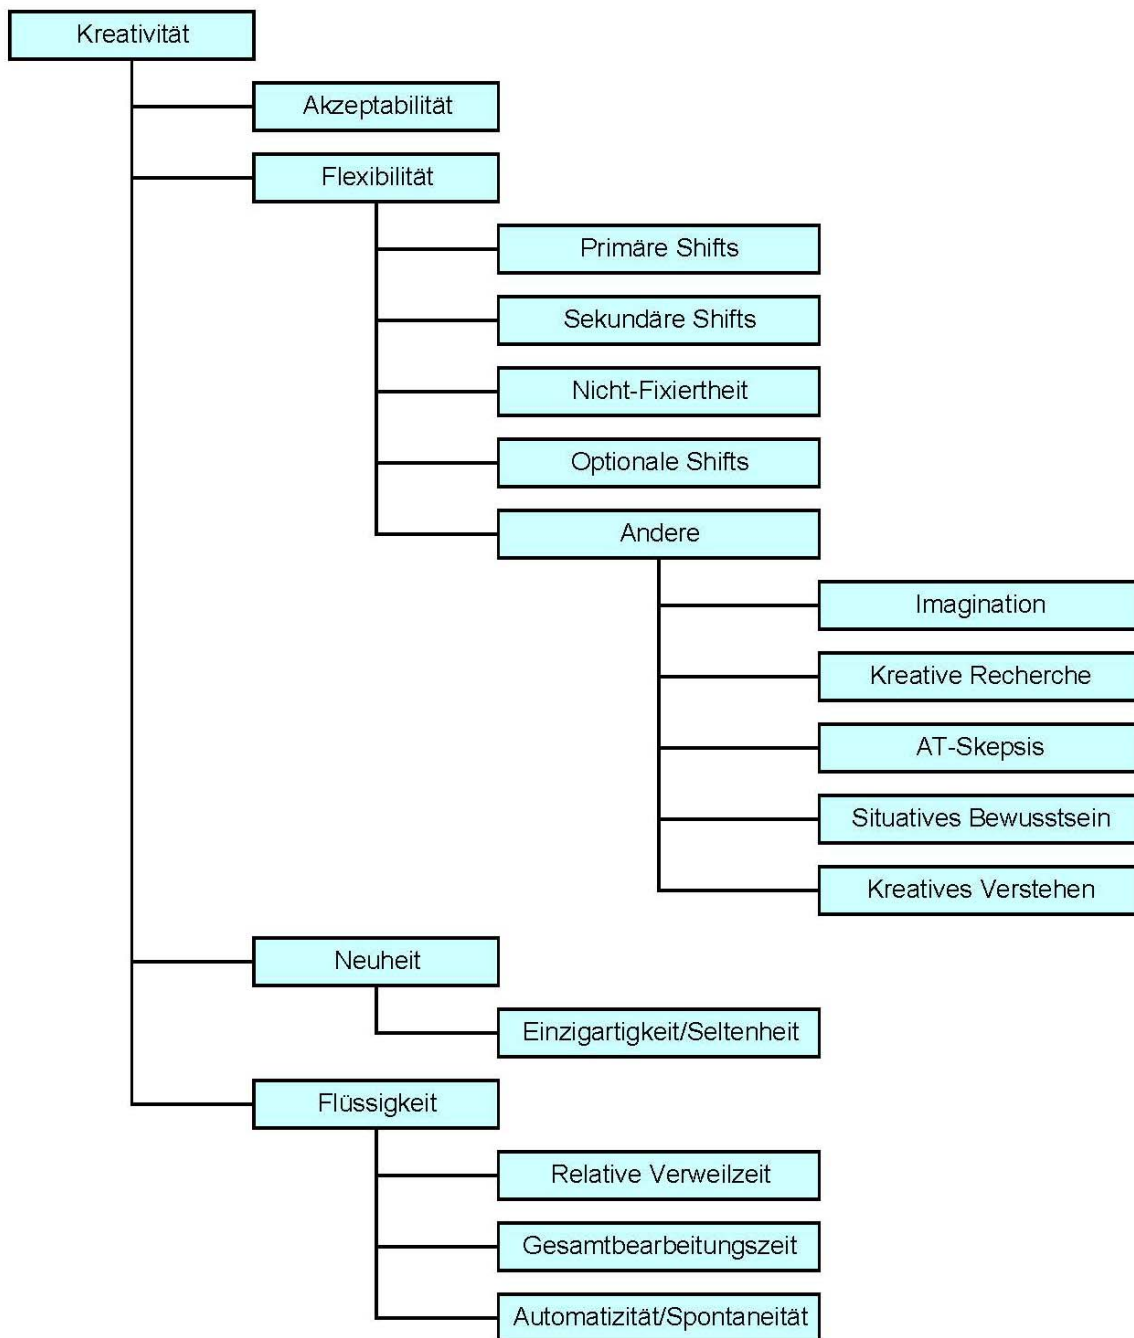 Kreativität
Akzeptabilität
Flexibilität
Primäre Shifts
Sekundäre Shifts
Nicht-Fixiertheit
Optionale Shifts
Andere
Imagination
Kreative Recherche
AT-Skepsis
Situatives Bewusstsein
Kreatives Verstehen
Neuheit
Einzigartigkeit/Seltenheit
Flüssigkeit
Relative Verweilzeit
Gesamtbearbeitungszeit
Automatizität/Spontaneität